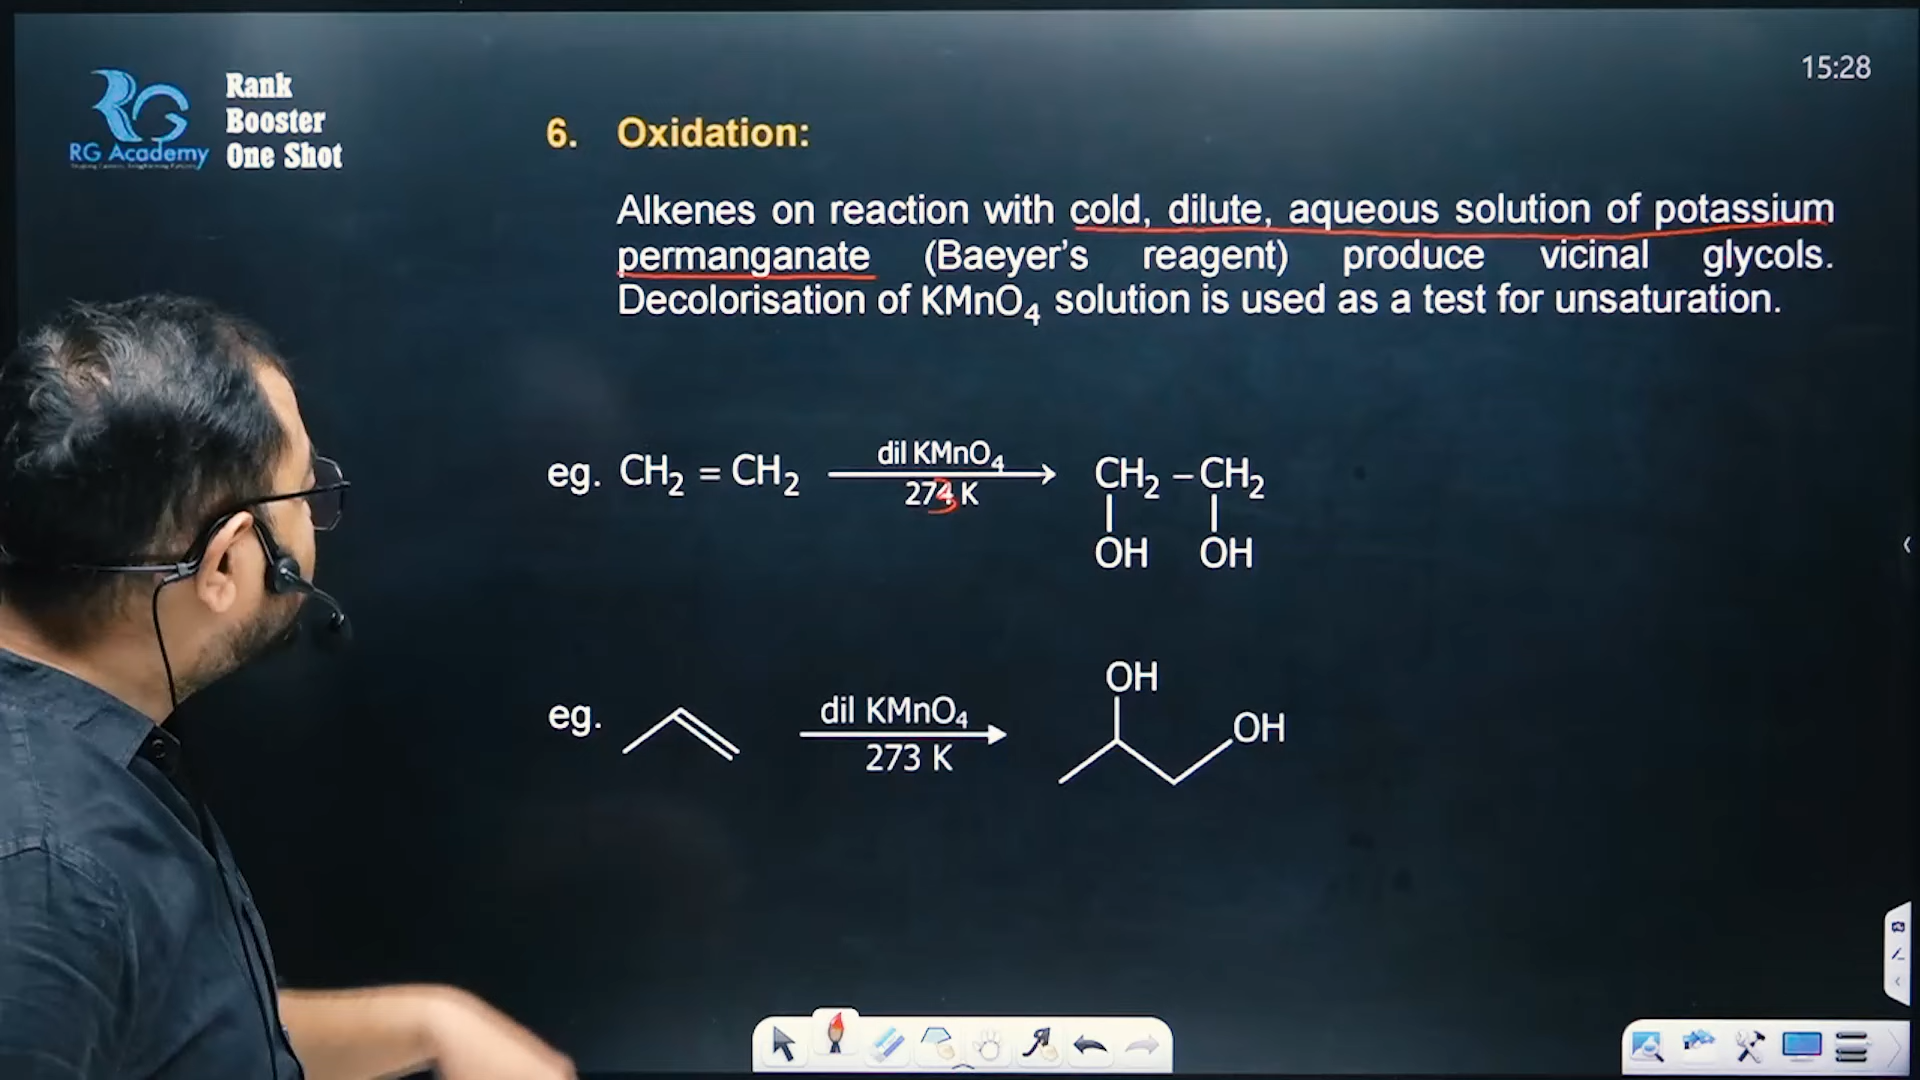 15:28
RG Academy
Rank
Booster
One Shot
6. Oxidation:
Alkenes on reaction with cold, dilute, aqueous solution of potassium
permanganate (Baeyer’s reagent) produce vicinal glycols.
Decolorisation of KMnO₄ solution is used as a test for unsaturation.
eg. CH₂ = CH₂ dil KMnO₄ 273 K CH₂ – CH₂
OH OH
OH
eg. dil KMnO₄ OH
273 K